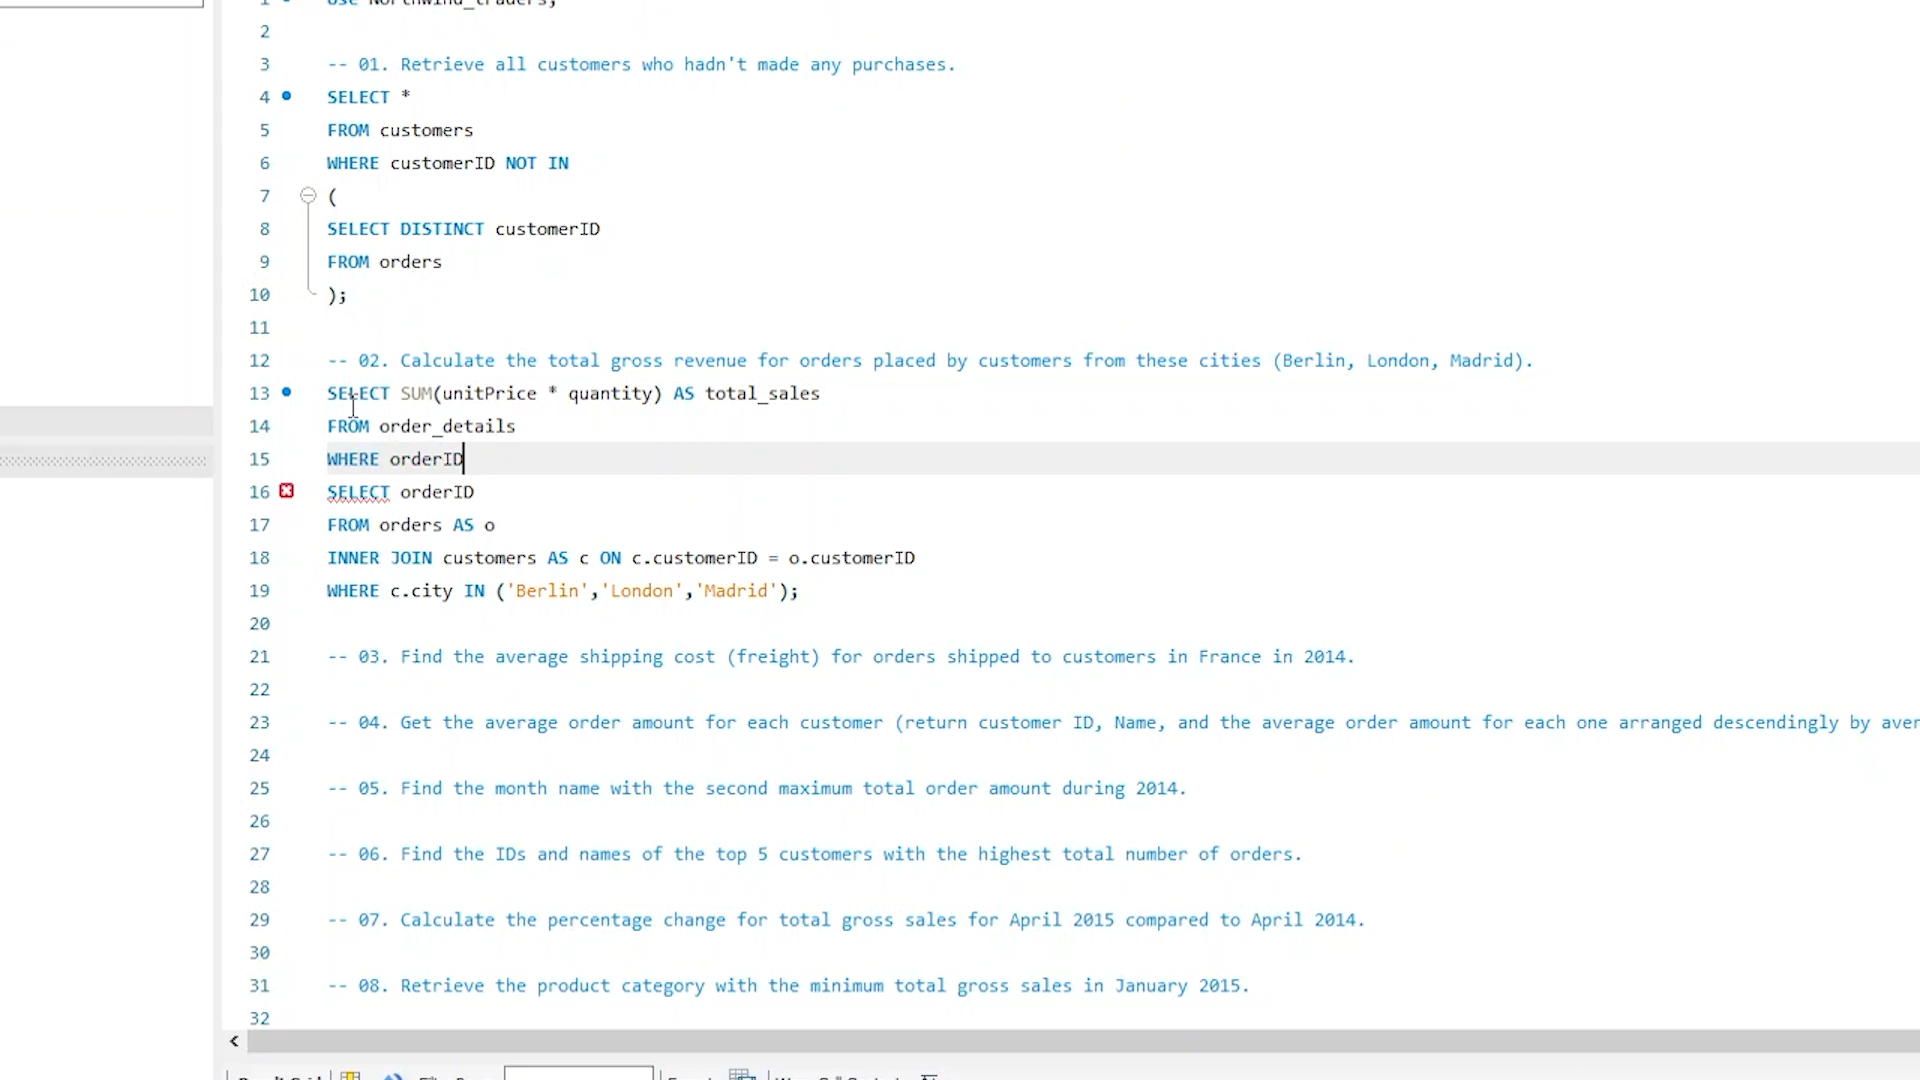 1 Use Northwind_traders;
2
3 -- 01. Retrieve all customers who hadn't made any purchases.
4 SELECT *
5 FROM customers
6 WHERE customerID NOT IN
7 (
8 SELECT DISTINCT customerID
9 FROM orders
10 );
11
12 -- 02. Calculate the total gross revenue for orders placed by customers from these cities (Berlin, London, Madrid).
13 SELECT SUM(unitPrice * quantity) AS total_sales
14 FROM order_details
15 WHERE orderID
16 SELECT orderID
17 FROM orders AS o
18 INNER JOIN customers AS c ON c.customerID = o.customerID
19 WHERE c.city IN ('Berlin','London','Madrid');
20
21 -- 03. Find the average shipping cost (freight) for orders shipped to customers in France in 2014.
22
23 -- 04. Get the average order amount for each customer (return customer ID, Name, and the average order amount for each one arranged descendingly by aver
24
25 -- 05. Find the month name with the second maximum total order amount during 2014.
26
27 -- 06. Find the IDs and names of the top 5 customers with the highest total number of orders.
28
29 -- 07. Calculate the percentage change for total gross sales for April 2015 compared to April 2014.
30
31 -- 08. Retrieve the product category with the minimum total gross sales in January 2015.
32